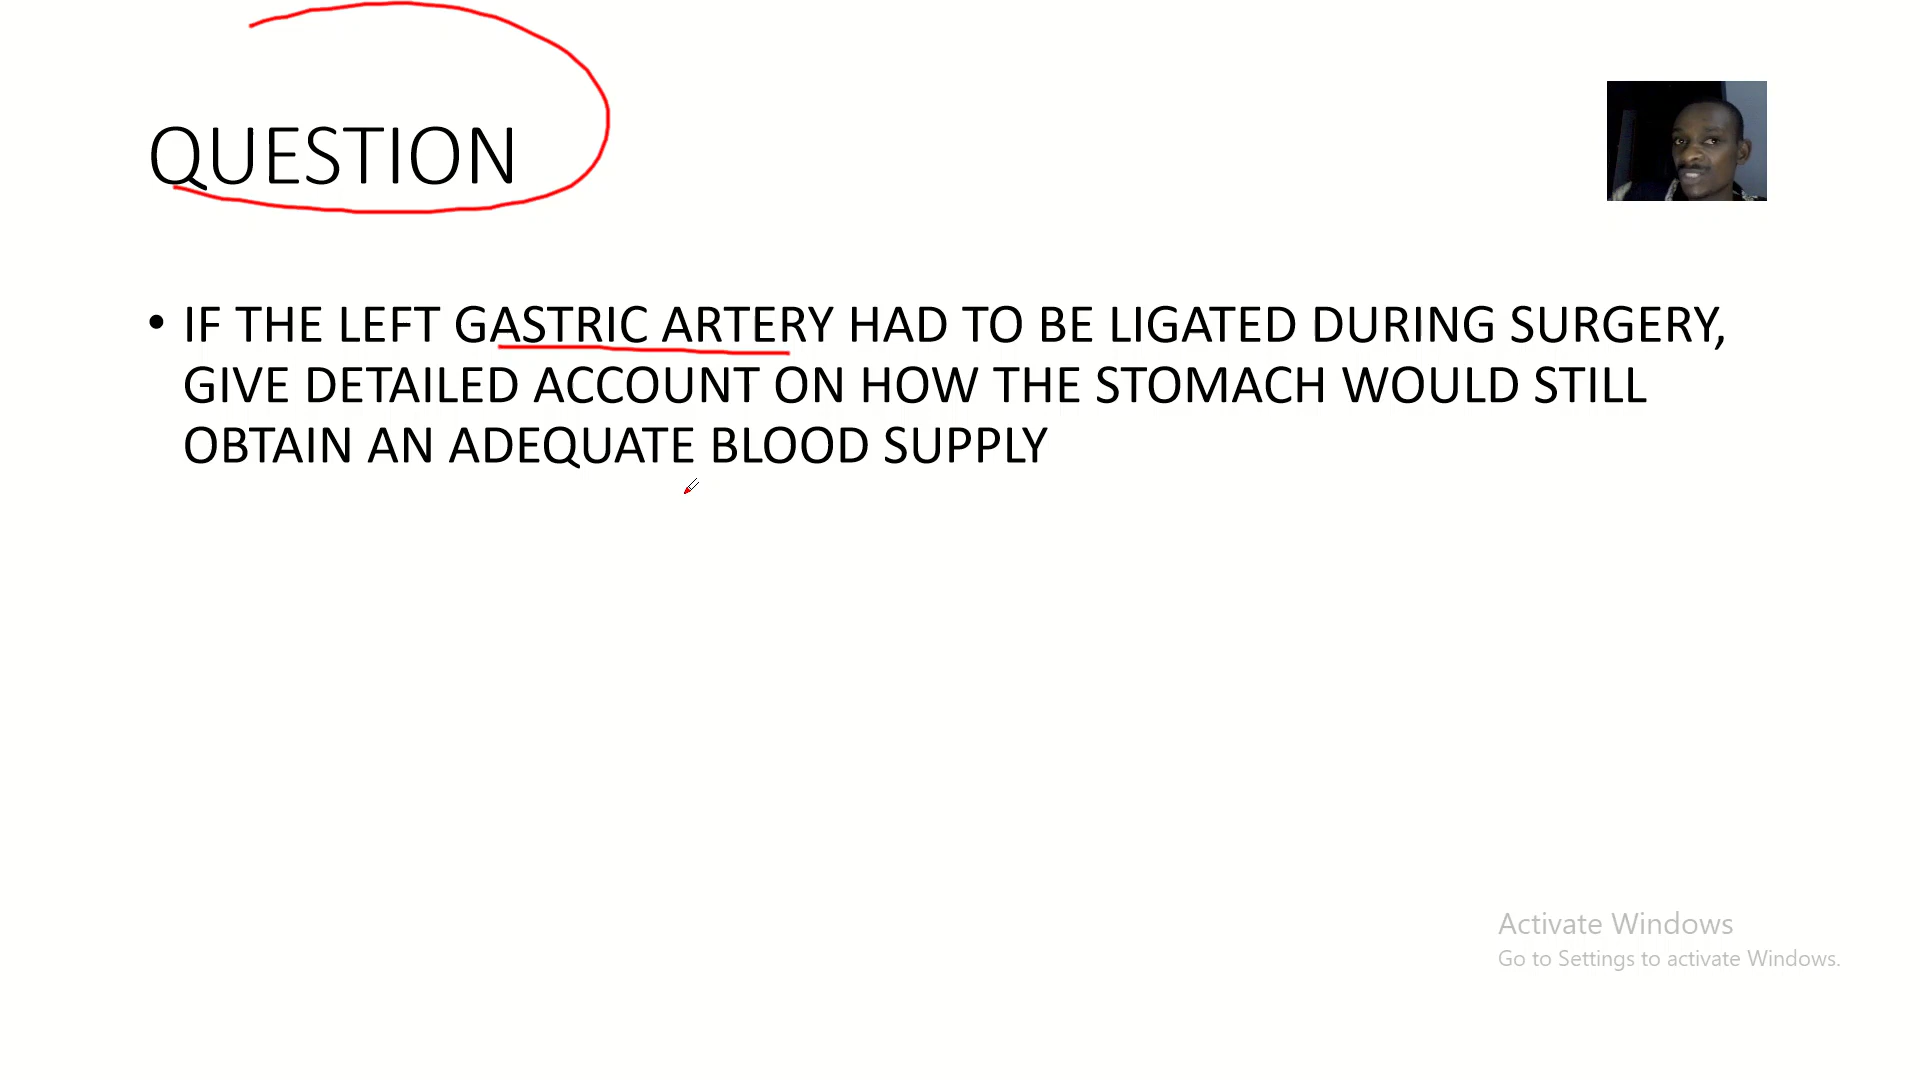 QUESTION
• IF THE LEFT GASTRIC ARTERY HAD TO BE LIGATED DURING SURGERY,
GIVE DETAILED ACCOUNT ON HOW THE STOMACH WOULD STILL
OBTAIN AN ADEQUATE BLOOD SUPPLY
Activate Windows
Go to Settings to activate Windows.